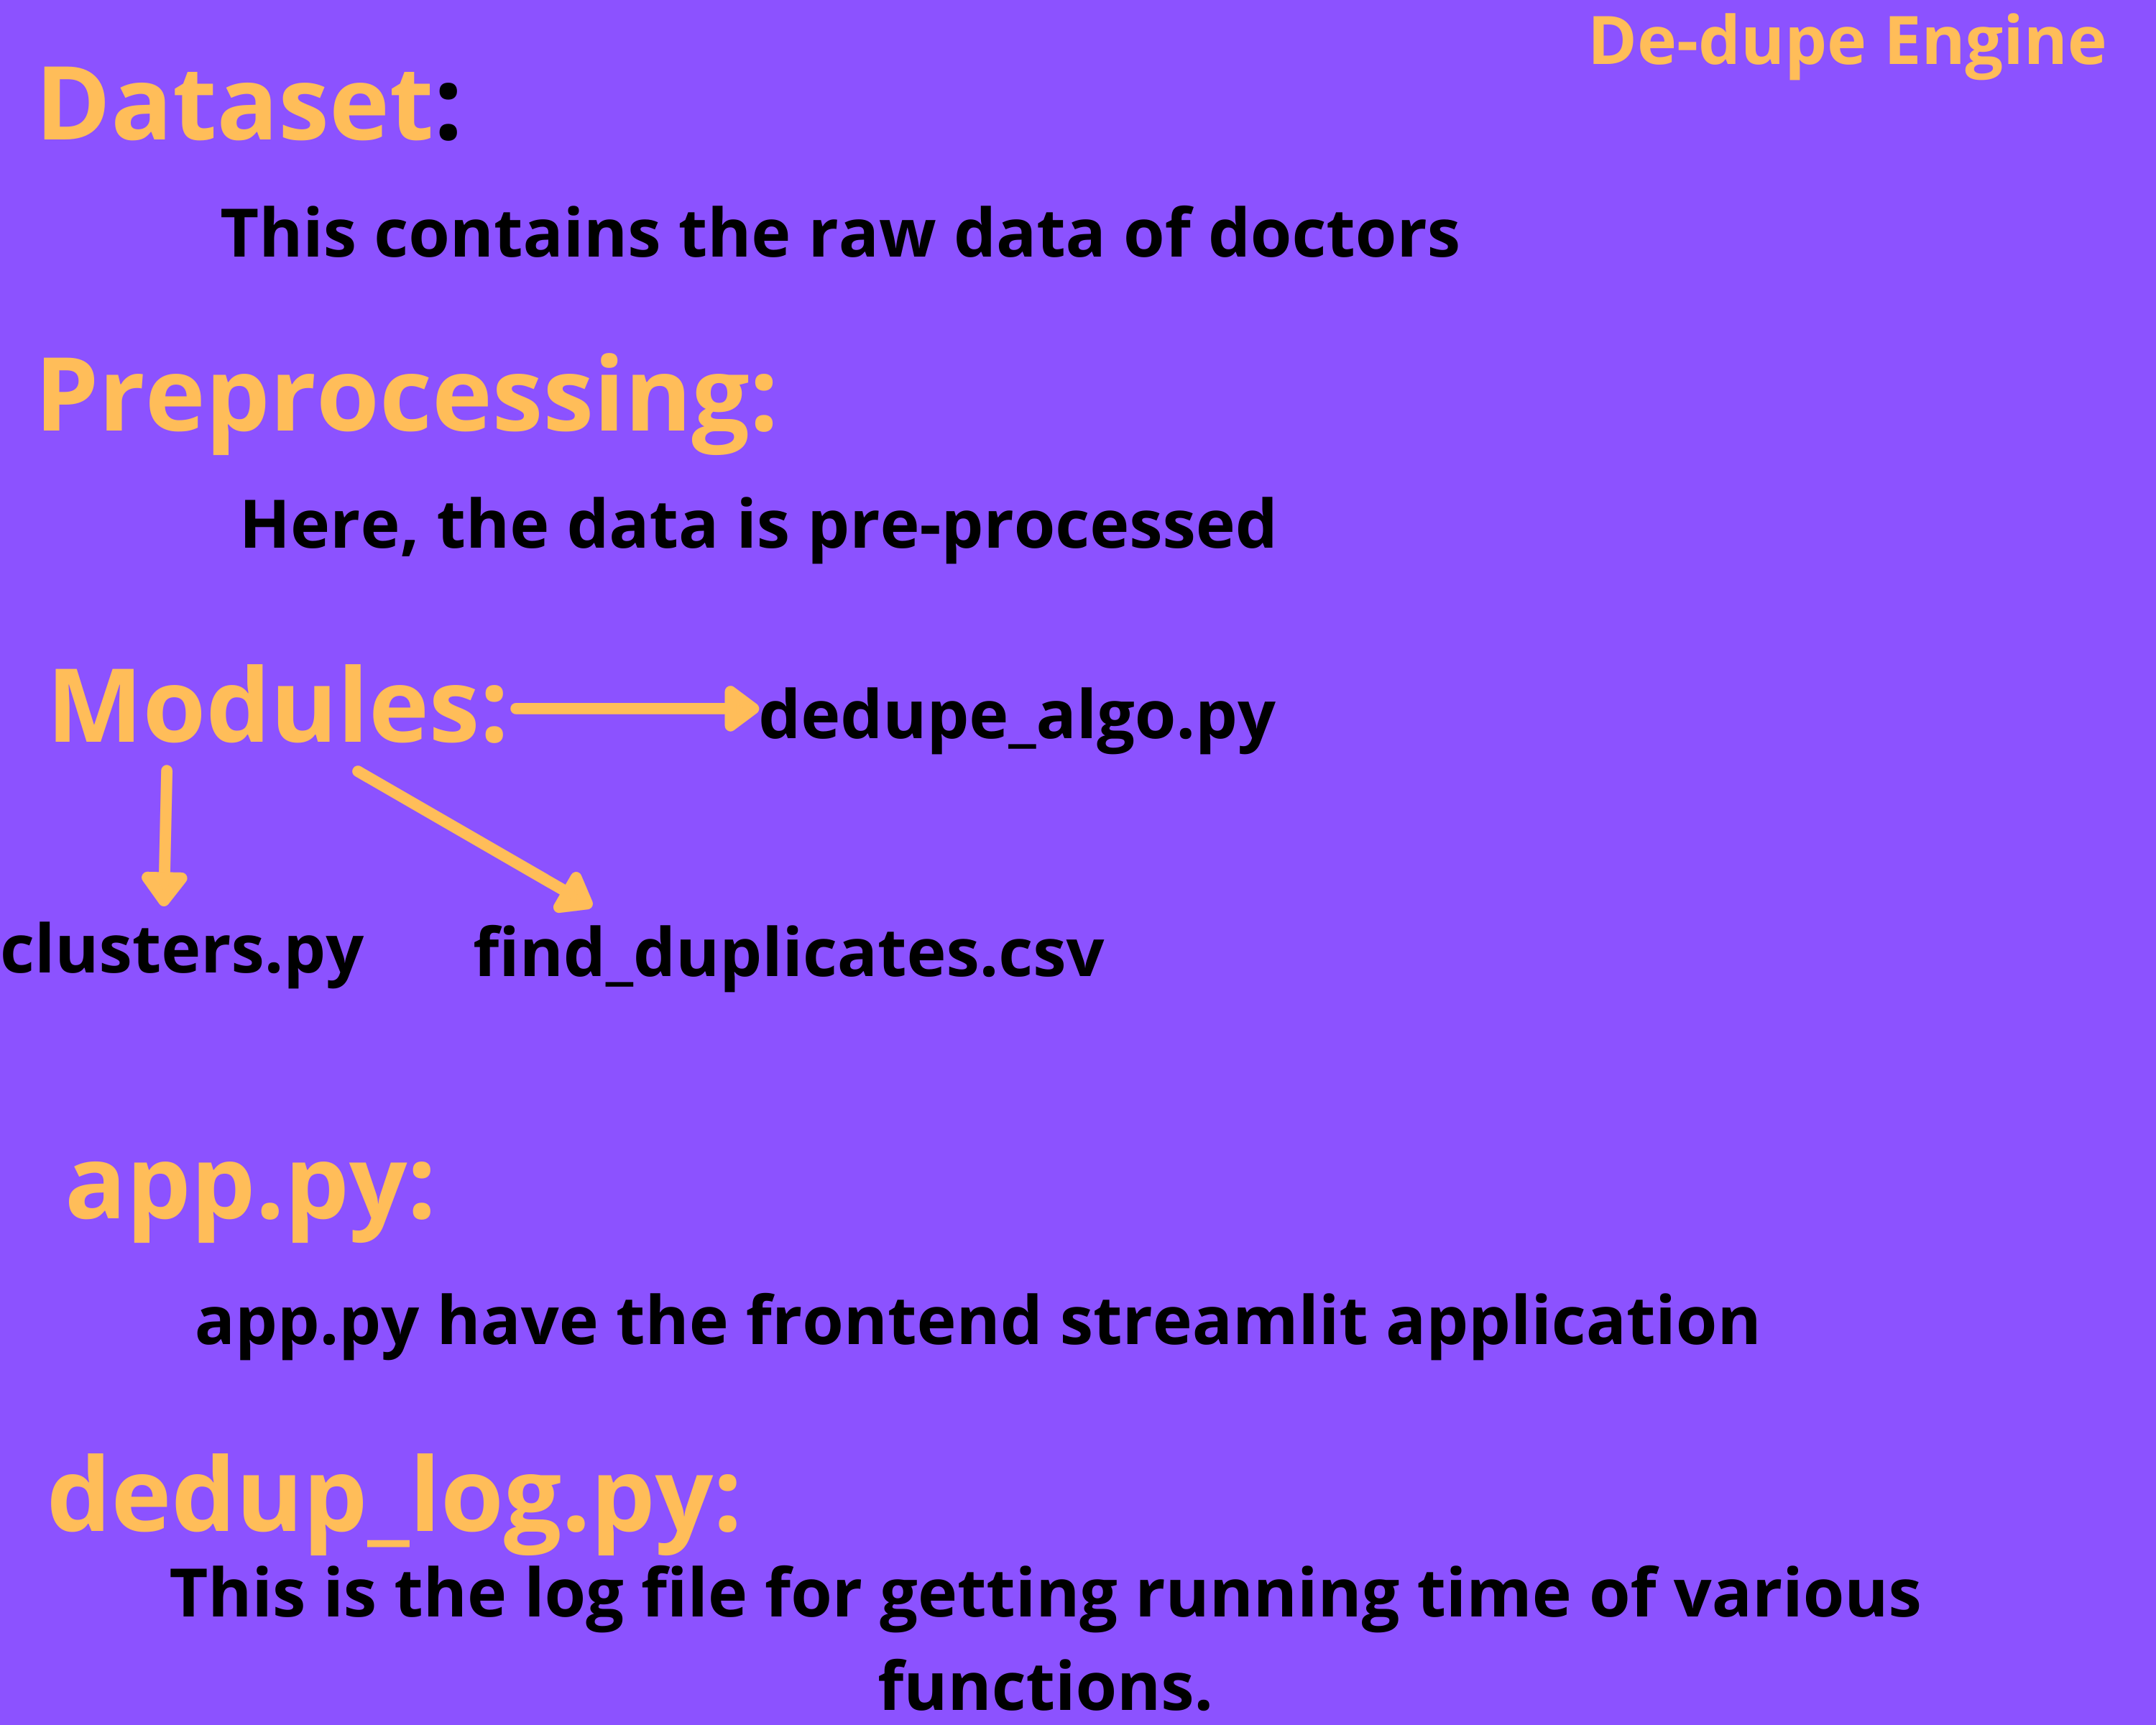 De-dupe Engine
Dataset:
This contains the raw data of doctors
Preprocessing:
Here, the data is pre-processed
Modules:
dedupe_algo.py
clusters.py
find_duplicates.csv
app.py:
app.py have the frontend streamlit application
dedup_log.py:
This is the log file for getting running time of various
functions.